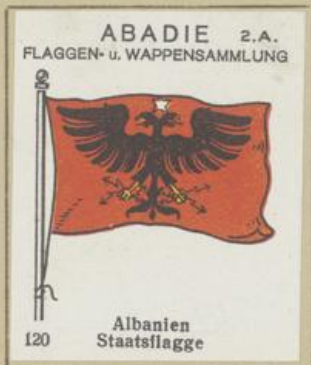 ABADIE 2.A.
FLAGGEN- u. WAPPENSAMMLUNG
Albanien
120 Staatsflagge